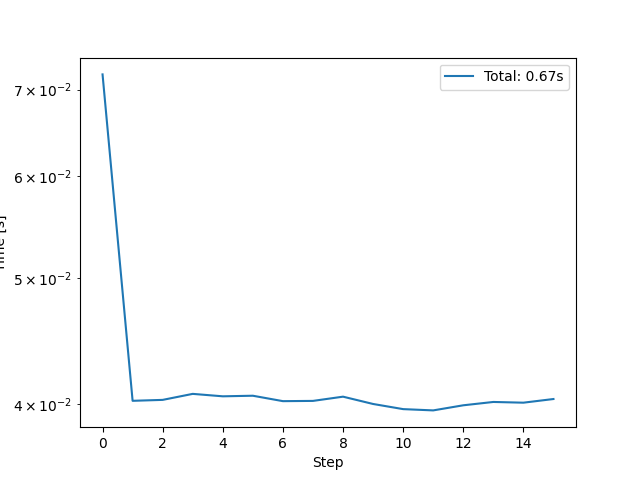 Total: 0.67s
7 × 10⁻²
6 × 10⁻²
5 × 10⁻²
4 × 10⁻²
[s]
0 2 4 6 8 10 12 14
Step